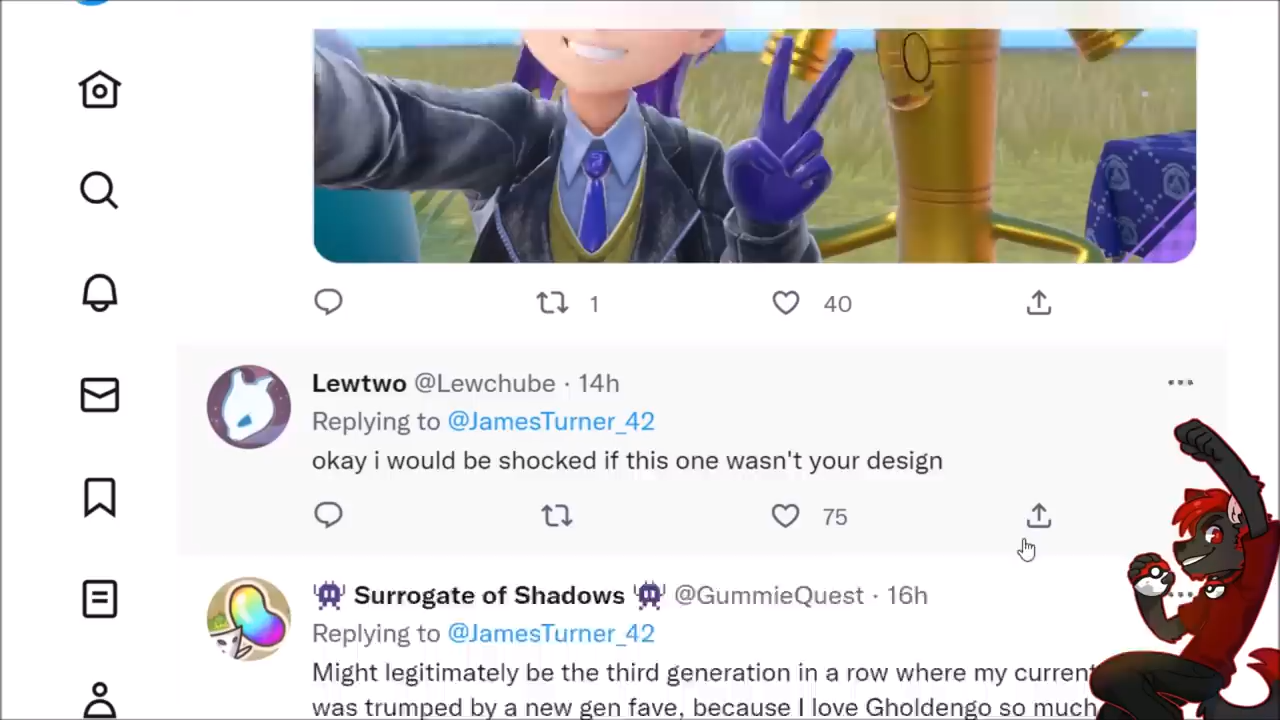 1
40
Lewtwo @Lewchube · 14h
Replying to @JamesTurner_42
okay i would be shocked if this one wasn't your design
75
Surrogate of Shadows @GummieQuest · 16h
Replying to @JamesTurner_42
Might legitimately be the third generation in a row where my current
was trumped by a new gen fave, because I love Gholdengo so much